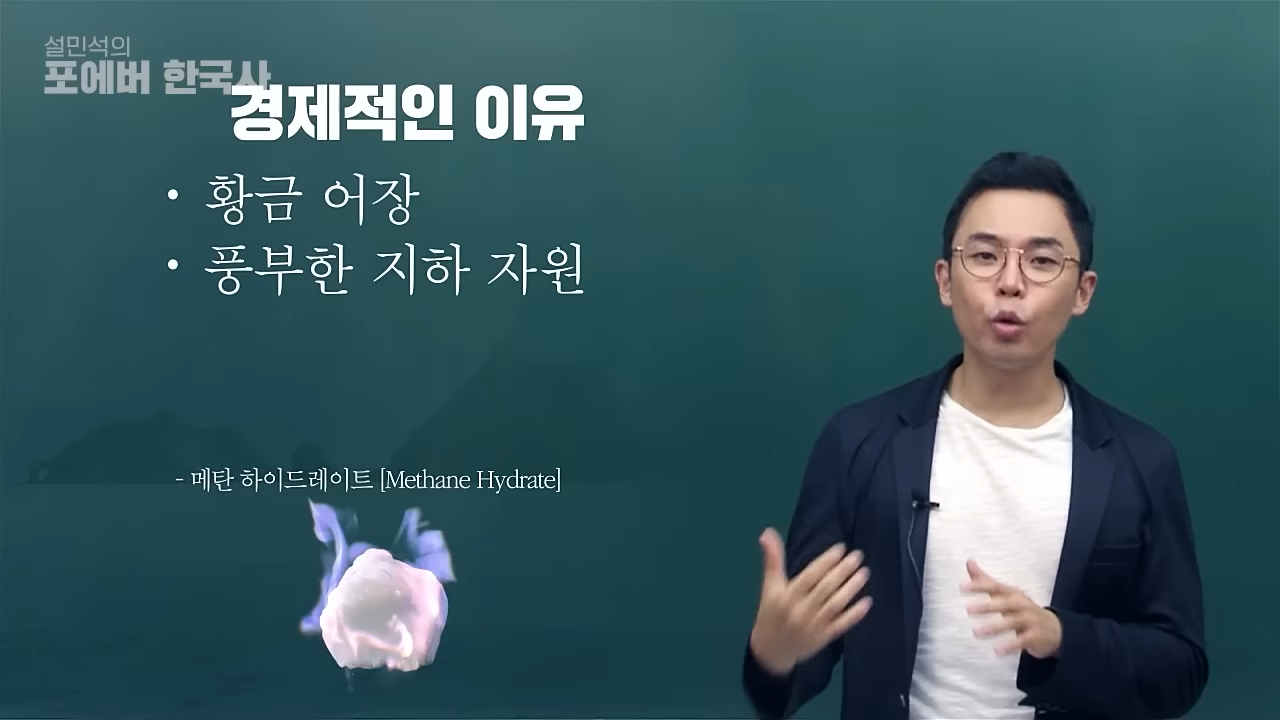 설민석의
포에버 한국사
경제적인 이유
• 황금 어장
• 풍부한 지하 자원
- 메탄 하이드레이트 [Methane Hydrate]